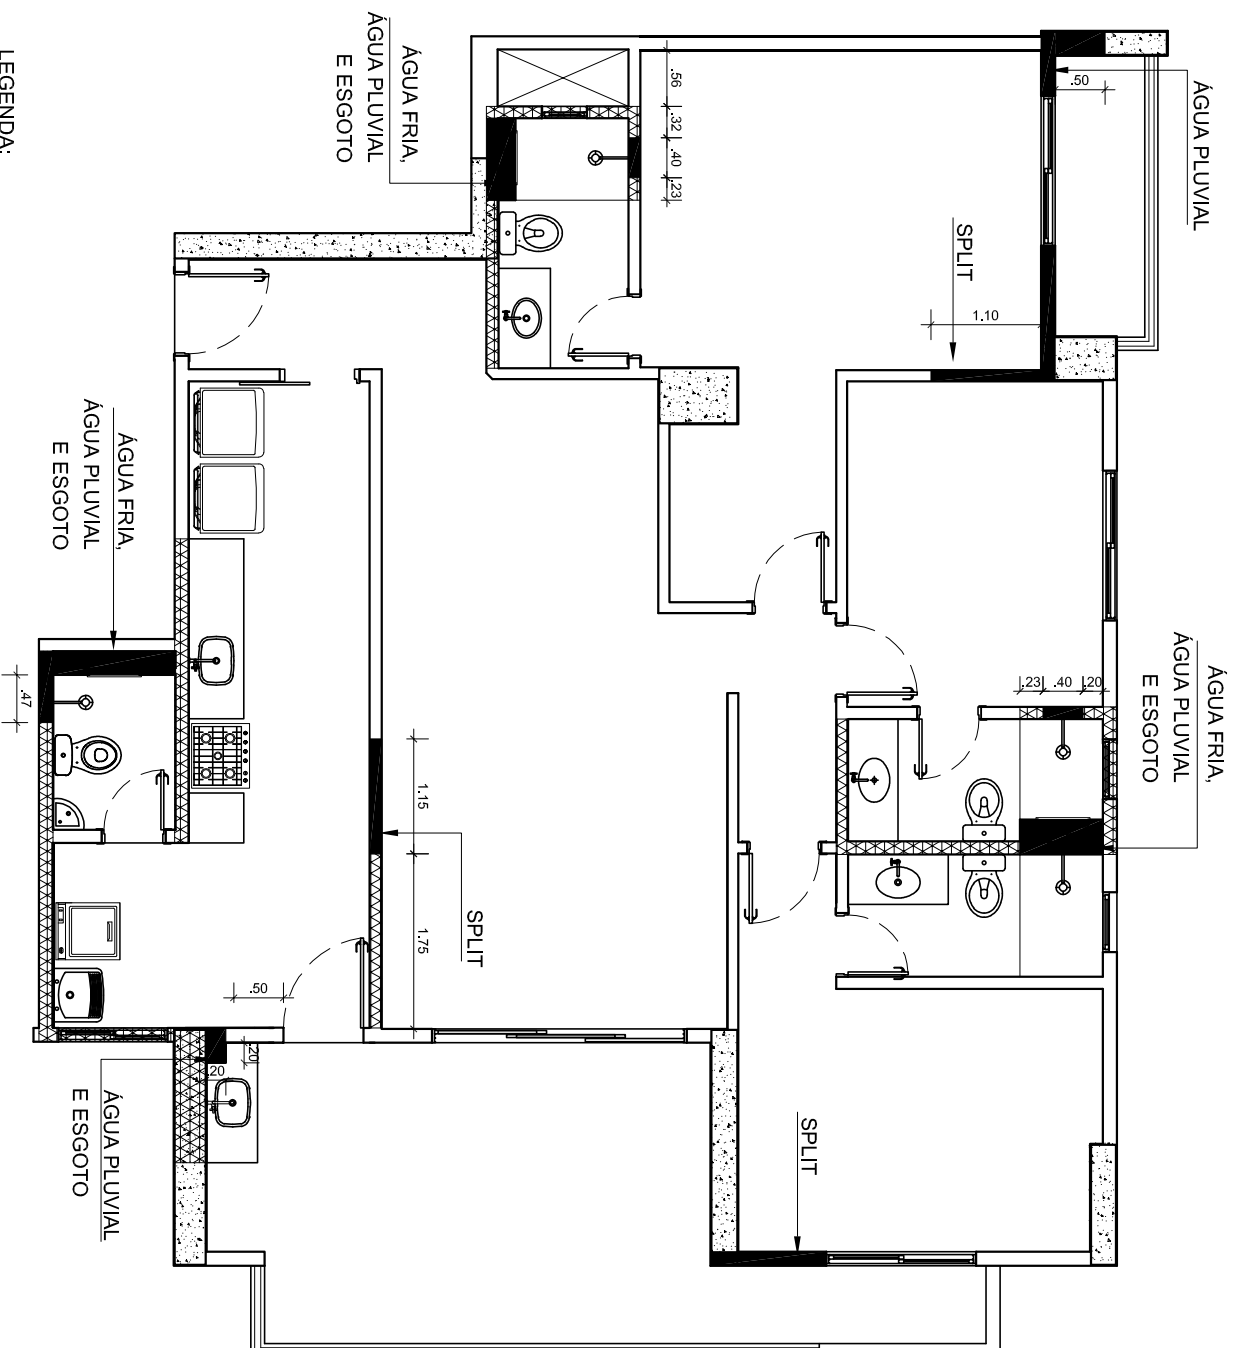 LEGENDA:
ÁGUA FRIA,
ÁGUA PLUVIAL
E ESGOTO
.56
.32
.40
.23
ÁGUA PLUVIAL
.50
SPLIT
1.10
ÁGUA FRIA,
ÁGUA PLUVIAL
E ESGOTO
.47
1.15
1.75
SPLIT
.23
.40
.20
ÁGUA FRIA,
ÁGUA PLUVIAL
E ESGOTO
.50
.20
.20
ÁGUA PLUVIAL
E ESGOTO
SPLIT